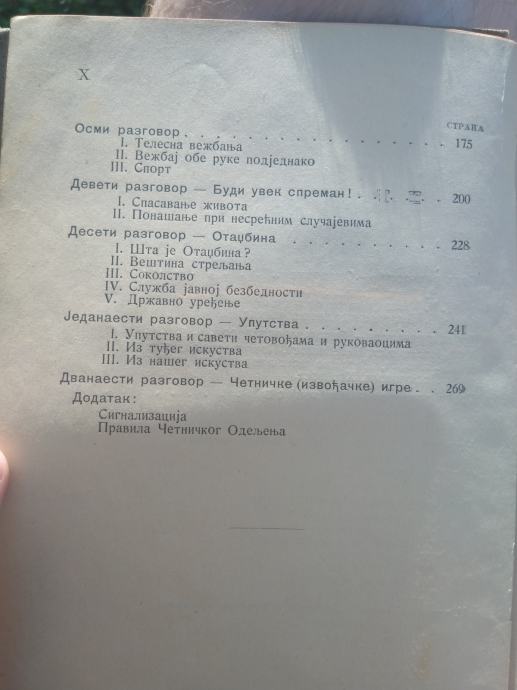 X
СТРАНА
Осми разговор . . . . . . . . . . . . . . . . . 175
I. Телесна вежбања
II. Вежбај обе руке подједнако
III. Спорт
Девети разговор — Буди увек спреман! . . . . . . 200
I. Спасавање живота
II. Понашање при несрећним случајевима
Десети разговор — Отаџбина . . . . . . . . . . 228
I. Шта је Отаџбина?
II. Вештина стрељања
III. Соколство
IV. Служба јавној безбедности
V. Државно уређење
Једанаести разговор — Упутства . . . . . . . . . 241
I. Упутства и савети четовођама и руковаоцима
II. Из туђег искуства
III. Из нашег искуства
Дванаести разговор — Четничке (извођачке) игре . . 269
Додатак:
Сигнализација
Правила Четничког Одељења